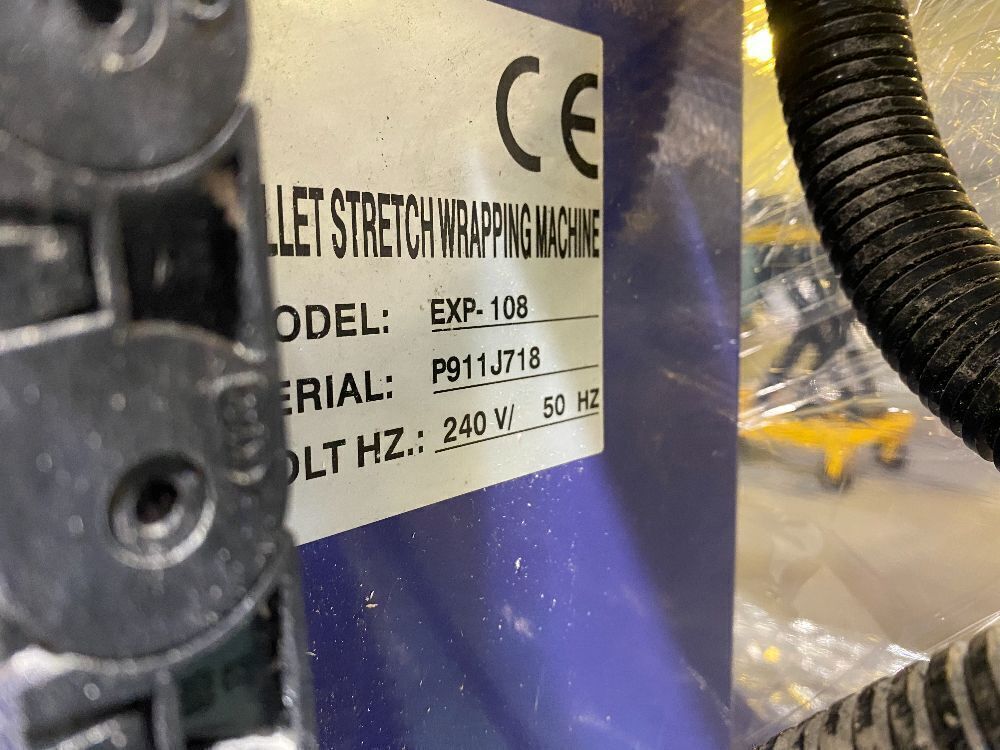 CE
LLET STRETCH WRAPPING MACHINE
ODEL: EXP-108
ERIAL: P911J718
OLT HZ.: 240 V/ 50 HZ